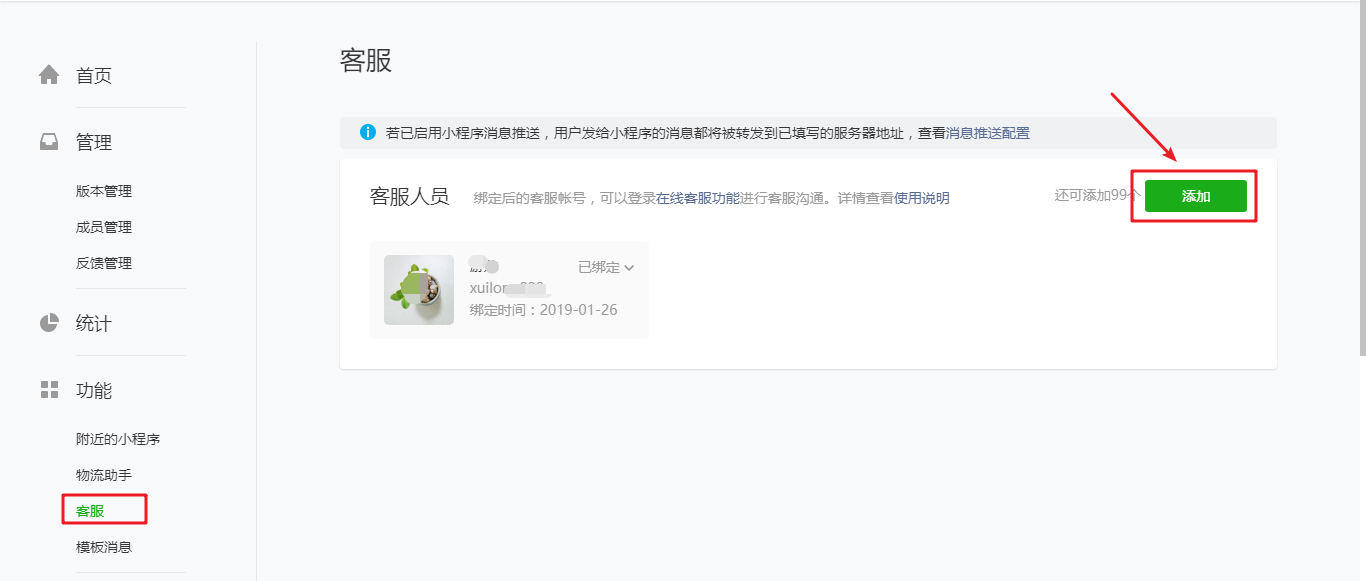 首页
管理
版本管理
成员管理
反馈管理
统计
功能
附近的小程序
物流助手
客服
模板消息
客服
若已启用小程序消息推送，用户发给小程序的消息都将被转发到已填写的服务器地址，查看消息推送配置
客服人员 绑定后的客服帐号，可以登录在线客服功能进行客服沟通。详情查看使用说明 还可添加99个 添加
已绑定
绑定时间：2019-01-26